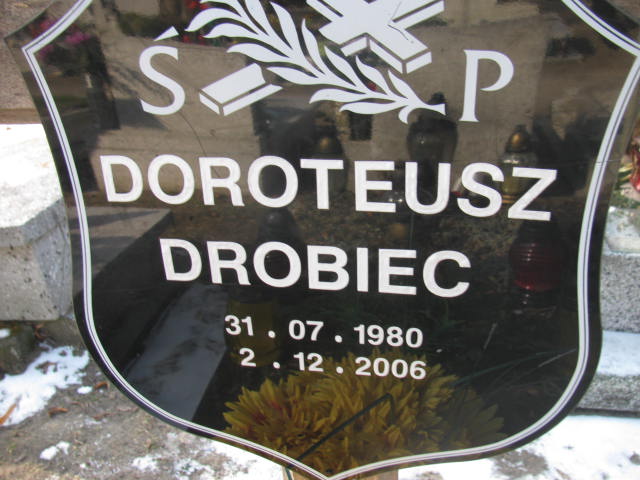 Ś P
DOROTEUSZ
DROBIEC
31 . 07 . 1980
2 . 12 . 2006